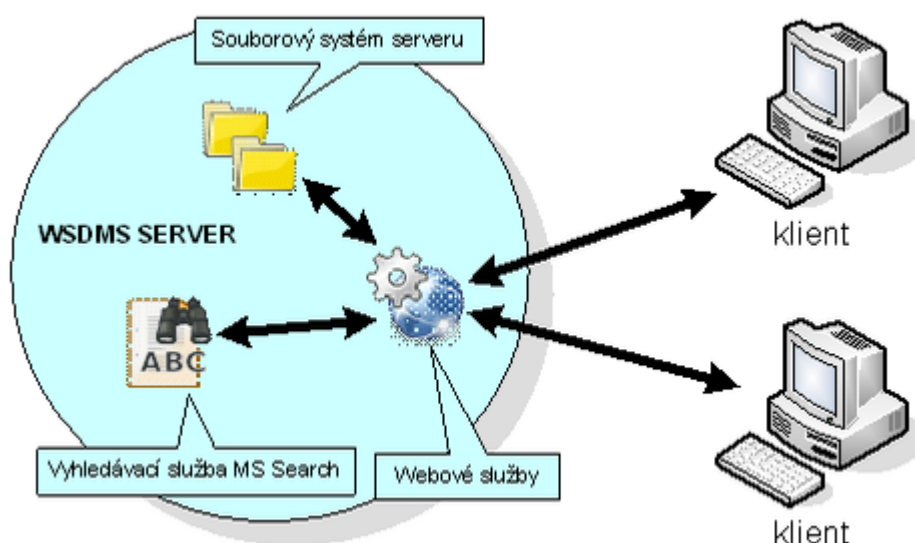 Souborový systém serveru
WSDMS SERVER
klient
ABC
Vyhledávací služba MS Search
Webové služby
klient